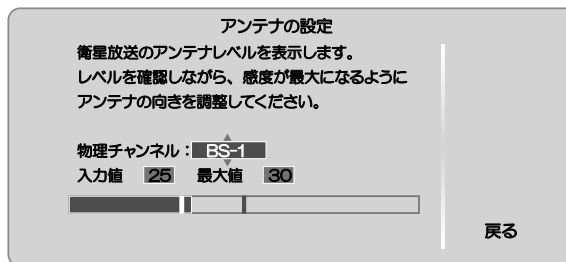 アンテナの設定
衛星放送のアンテナレベルを表示します。
レベルを確認しながら、感度が最大になるように
アンテナの向きを調整してください。
物理チャンネル：BS-1
入力値 25 最大値 30
戻る